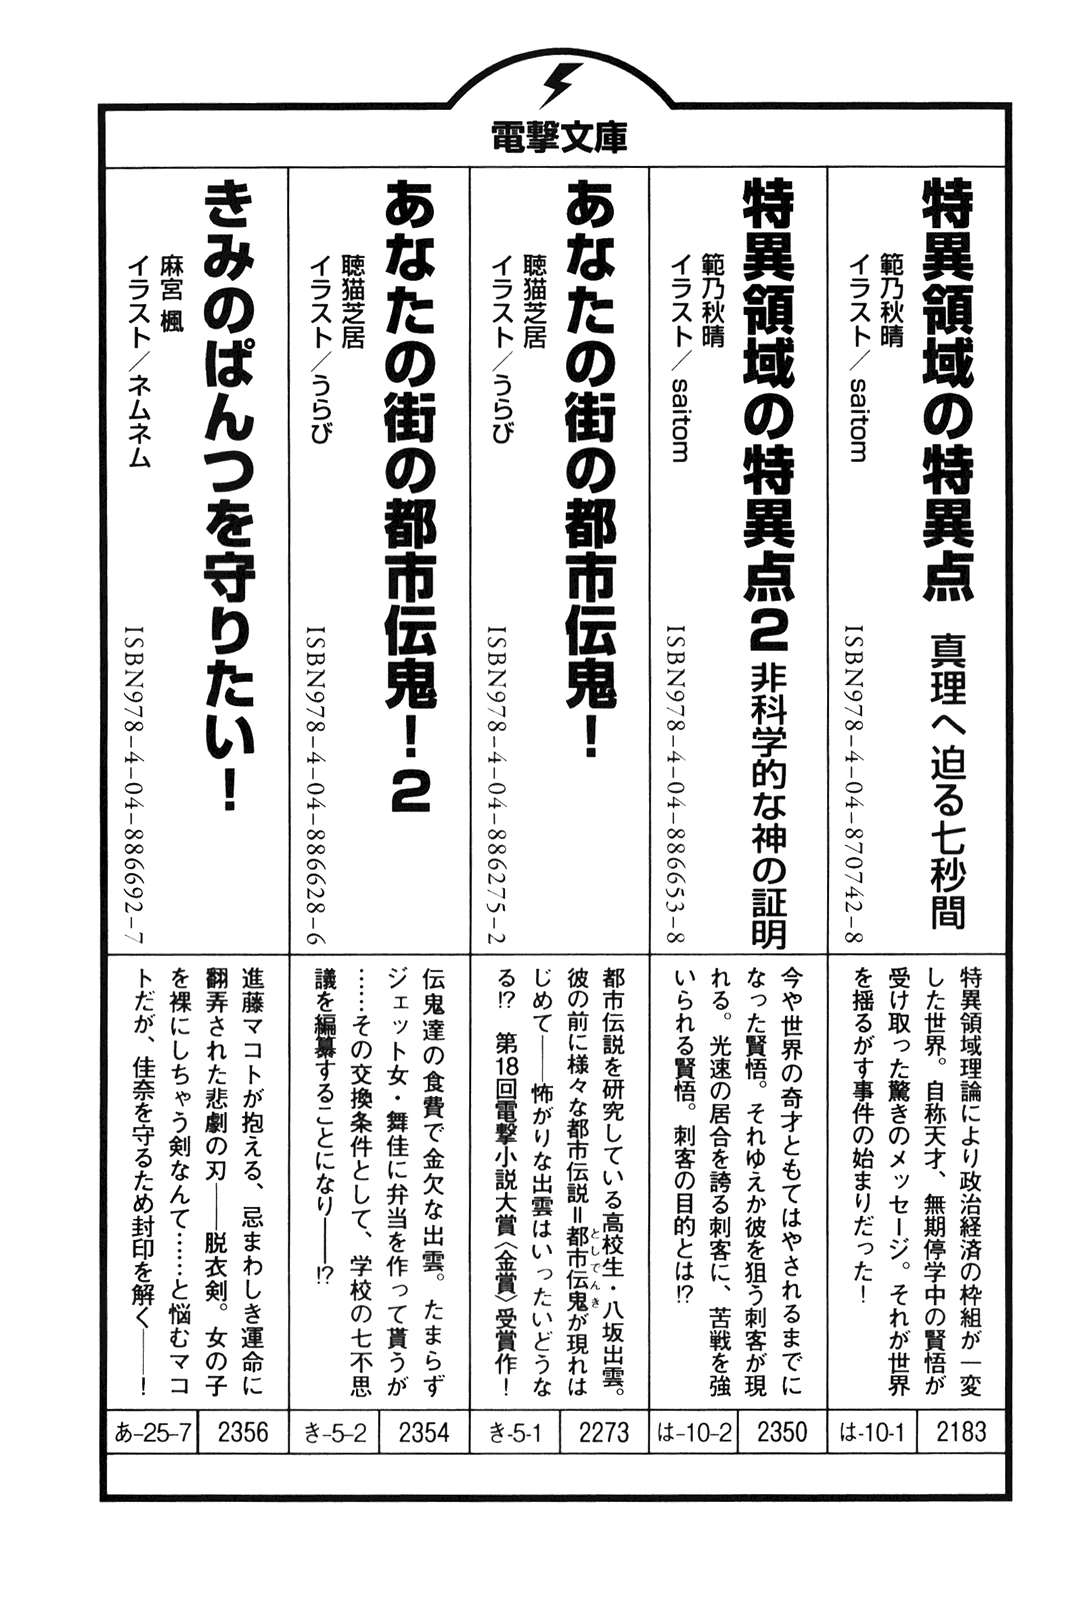 電撃文庫
特異領域の特異点 真理へ迫る七秒間
範乃秋晴
イラスト／saitom
ISBN978-4-04-870742-8
特異領域理論により政治経済の枠組が一変
した世界。自称天才、無期停学中の賢悟が
受け取った驚きのメッセージ。それが世界
を揺るがす事件の始まりだった！
は-10-1
2183
特異領域の特異点2 非科学的な神の証明
範乃秋晴
イラスト／saitom
ISBN978-4-04-886653-8
今や世界の奇才ともてはやされるまでに
なった賢悟。それゆえか彼を狙う刺客が現
れる。光速の居合を誇る刺客に、苦戦を強
いられる賢悟。刺客の目的とは!?
は-10-2
2350
あなたの街の都市伝鬼！
聴猫芝居
イラスト／うらび
ISBN978-4-04-886275-2
都市伝説を研究している高校生・八坂出雲。
彼の前に様々な都市伝説＝都市伝鬼が現れは
としでんき
じめて――怖がりな出雲はいったいどうな
る!? 第18回電撃小説大賞〈金賞〉受賞作！
き-5-1
2273
あなたの街の都市伝鬼！2
聴猫芝居
イラスト／うらび
ISBN978-4-04-886628-6
伝鬼達の食費で金欠な出雲。たまらず
ジェット女・舞佳に弁当を作って貰うが
……その交換条件として、学校の七不思
議を編纂することになり――!?
き-5-2
2354
きみのぱんつを守りたい！
麻宮 楓
イラスト／ネムネム
ISBN978-4-04-886692-7
進藤マコトが抱える、忌まわしき運命に
翻弄された悲劇の刃――脱衣剣。女の子
を裸にしちゃう剣なんて……と悩むマコ
トだが、佳奈を守るため封印を解く――！
あ-25-7
2356